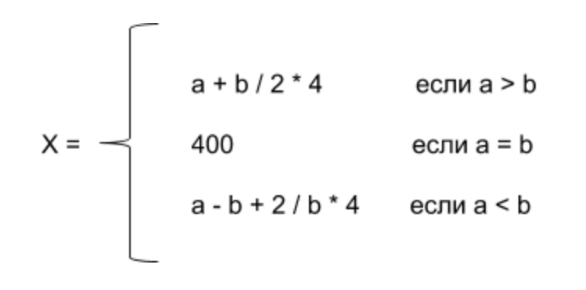 a + b / 2 * 4 если a > b
X = 400 если a = b
a - b + 2 / b * 4 если a < b